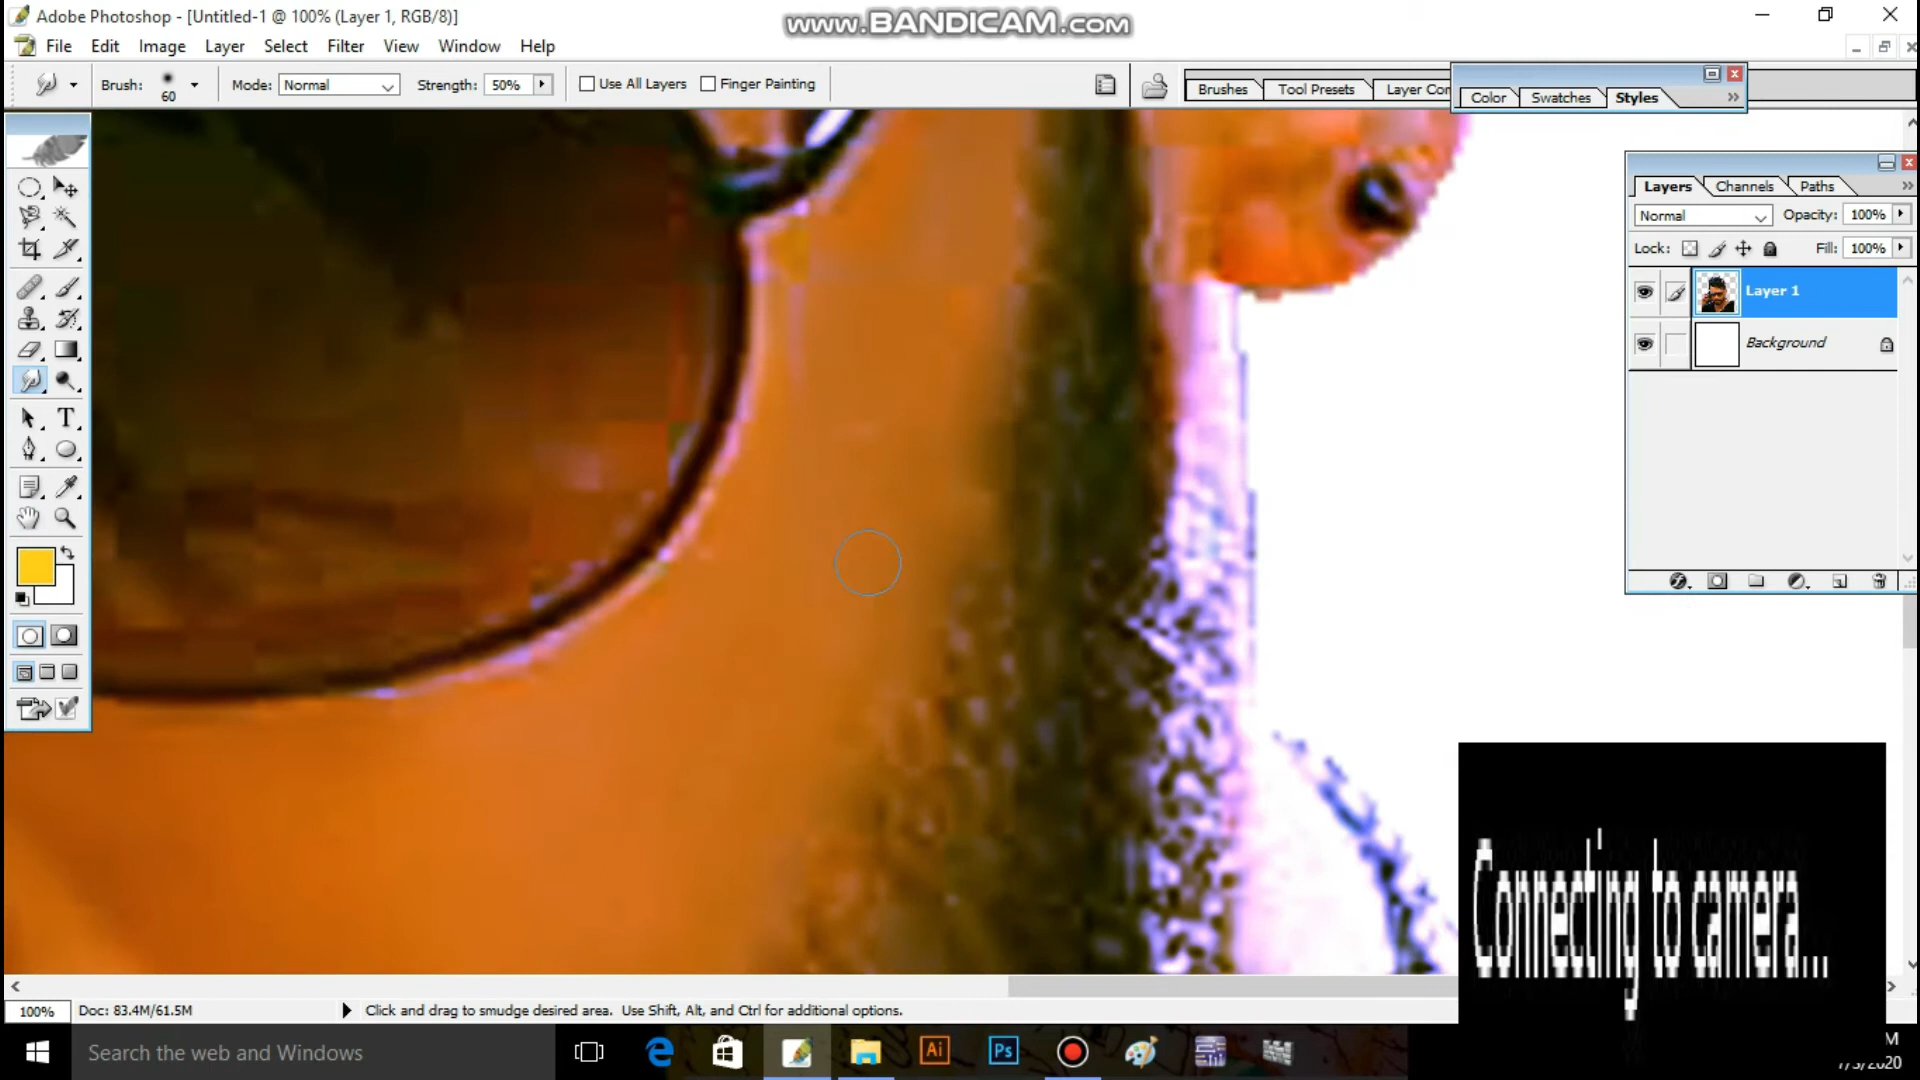 Adobe Photoshop - [Untitled-1 @ 100% (Layer 1, RGB/8)]
www.BANDICAM.com
File Edit Image Layer Select Filter View Window Help
Brush: 60 Mode: Normal Strength: 50% Use All Layers Finger Painting
Brushes Tool Presets Layer Com
Color Swatches Styles
Layers Channels Paths
Normal Opacity: 100%
Lock: Fill: 100%
Layer 1
Background
Connecting to camera...
100% Doc: 83.4M/61.5M Click and drag to smudge desired area. Use Shift, Alt, and Ctrl for additional options.
Search the web and Windows
Ai Ps